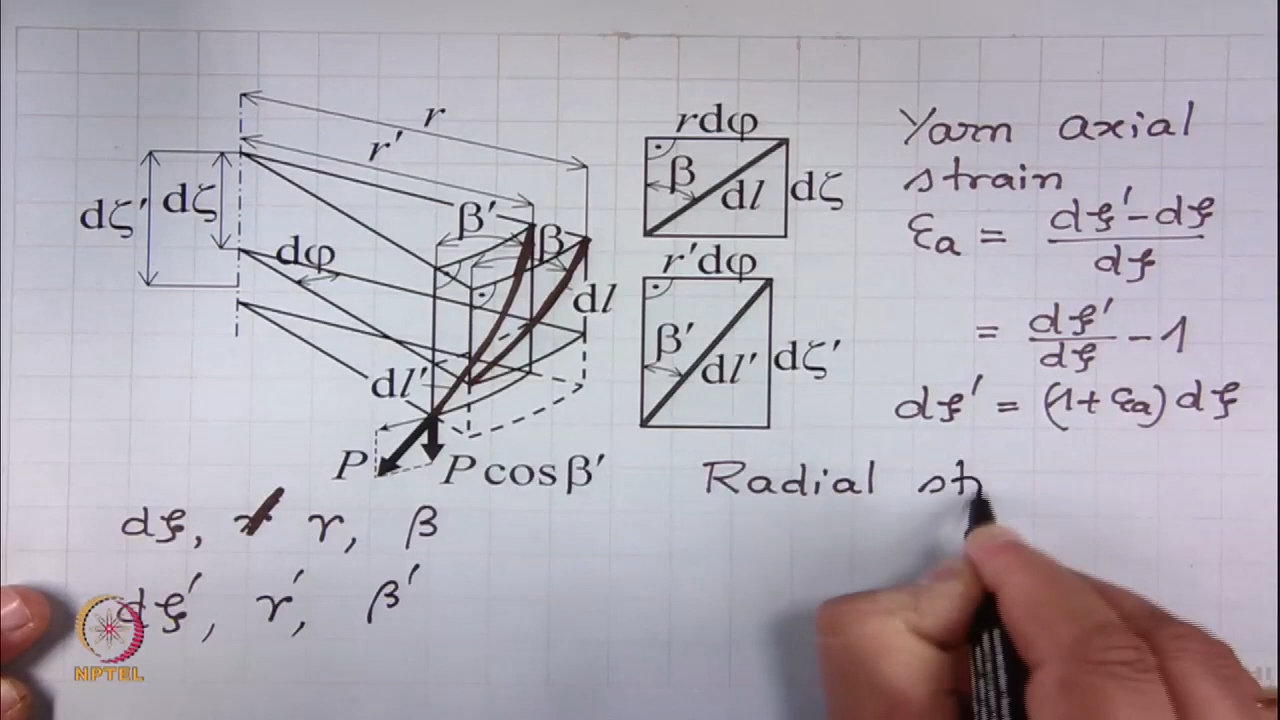 r
r'
dζ'
dζ
dφ
β'
β
dl
dl'
P
P cos β'
rdφ
β
dl
dζ
r'dφ
β'
dl'
dζ'
Yarn axial
strain
εa = dξ' - dξ / dξ
= dξ' / dξ - 1
dξ' = (1 + εa) dξ
Radial st
dξ, r, β
dξ', r', β'
NPTEL